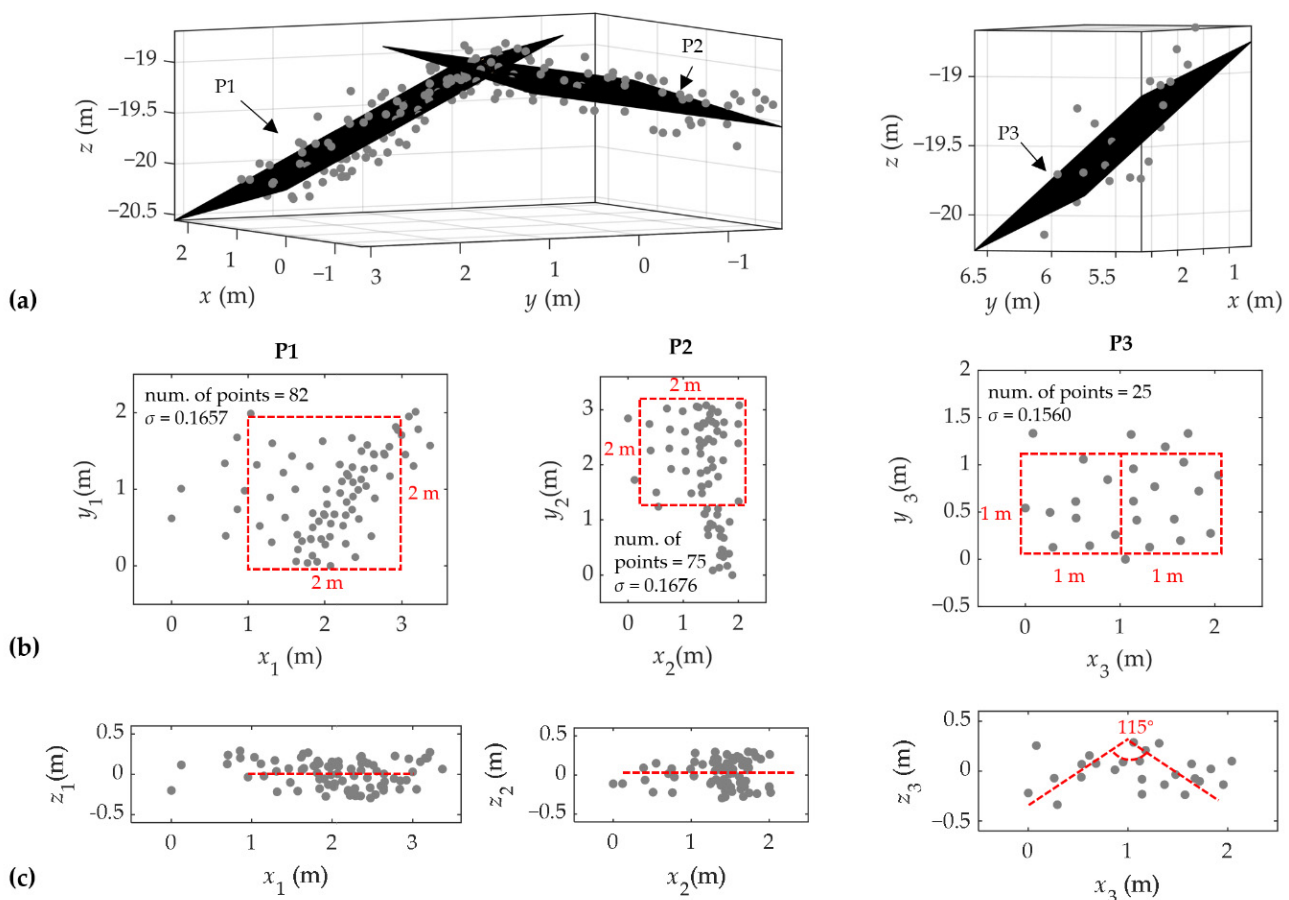 P1
P2
z (m)
−19
−19.5
−20
−20.5
2
1
0
−1
3
2
1
0
−1
x (m)
y (m)
P3
z (m)
−19
−19.5
−20
6.5
6
5.5
2
1
y (m)
x (m)
(a)
P1
num. of points = 82
σ = 0.1657
2 m
2 m
y1(m)
2
1
0
0
1
2
3
x1 (m)
P2
2 m
2 m
num. of
points = 75
σ = 0.1676
y2(m)
3
2
1
0
0
1
2
x2(m)
P3
num. of points = 25
σ = 0.1560
1 m
1 m
1 m
y3(m)
2
1.5
1
0.5
0
−0.5
0
1
2
x3 (m)
(b)
z1(m)
0.5
0
−0.5
0
1
2
3
x1 (m)
z2(m)
0.5
0
−0.5
0
1
2
x2(m)
115°
z3(m)
0.5
0
−0.5
0
1
2
x3 (m)
(c)